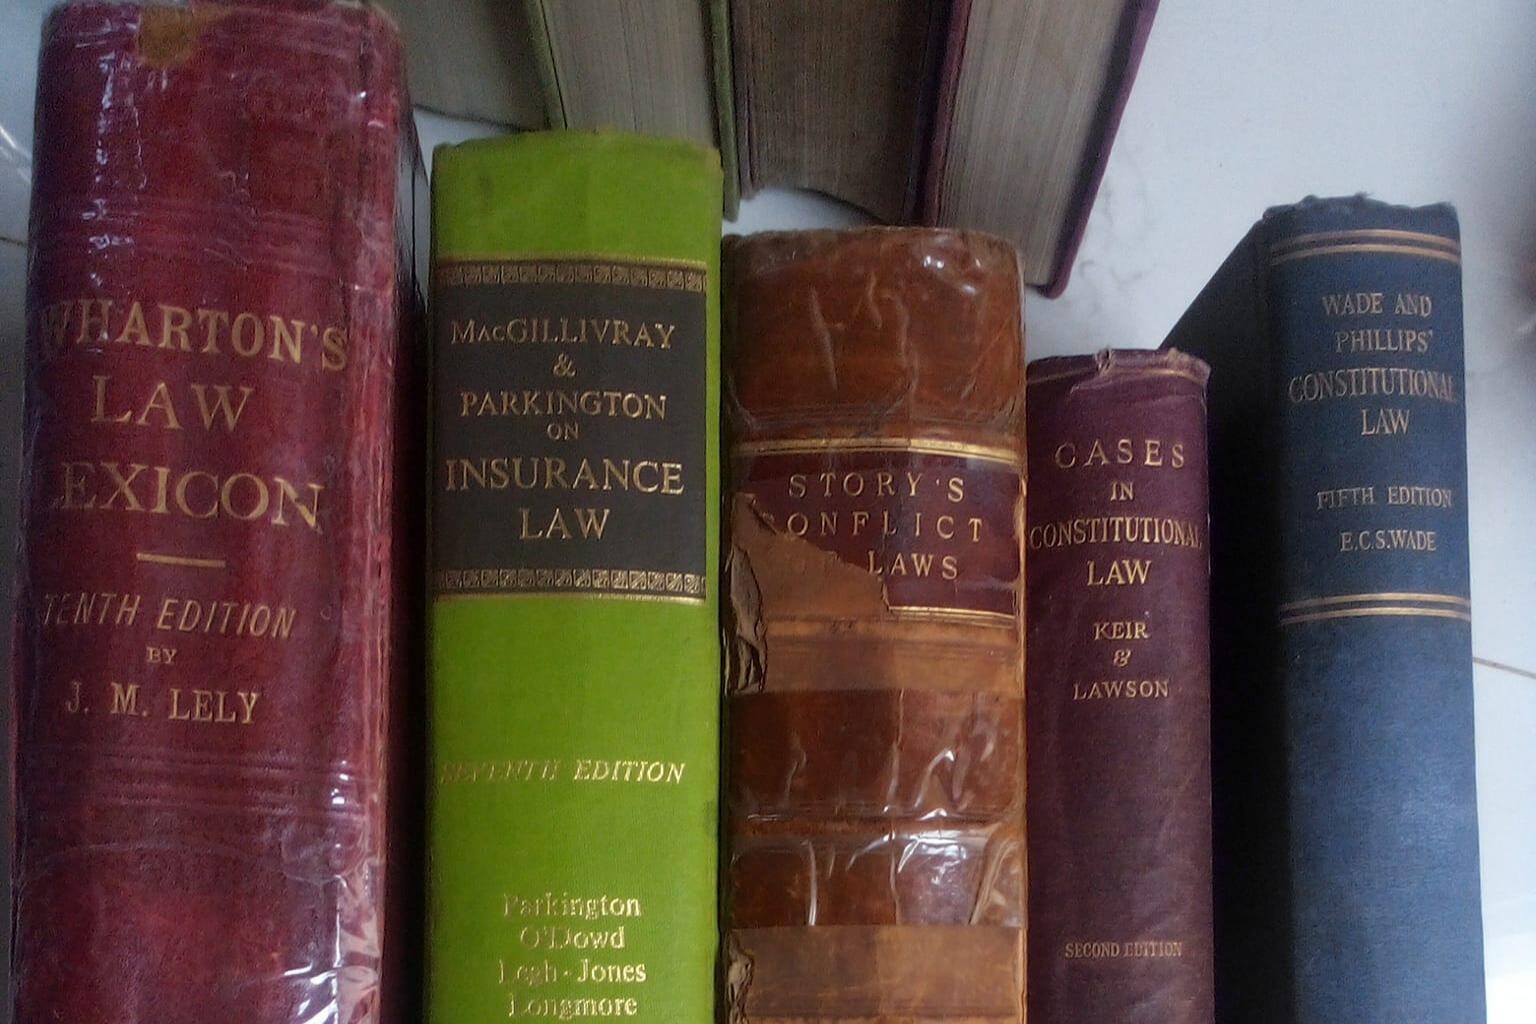 WHARTON'S
LAW
LEXICON
TENTH EDITION
BY
J. M. LELY
MACGILLIVRAY
&
PARKINGTON
ON
INSURANCE
LAW
SEVENTH EDITION
Parkington
O'Dowd
Legh-Jones
Longmore
STORY'S
CONFLICT
LAWS
CASES
IN
CONSTITUTIONAL
LAW
KEIR
&
LAWSON
SECOND EDITION
WADE AND
PHILLIPS'
CONSTITUTIONAL
LAW
FIFTH EDITION
E.C.S.WADE